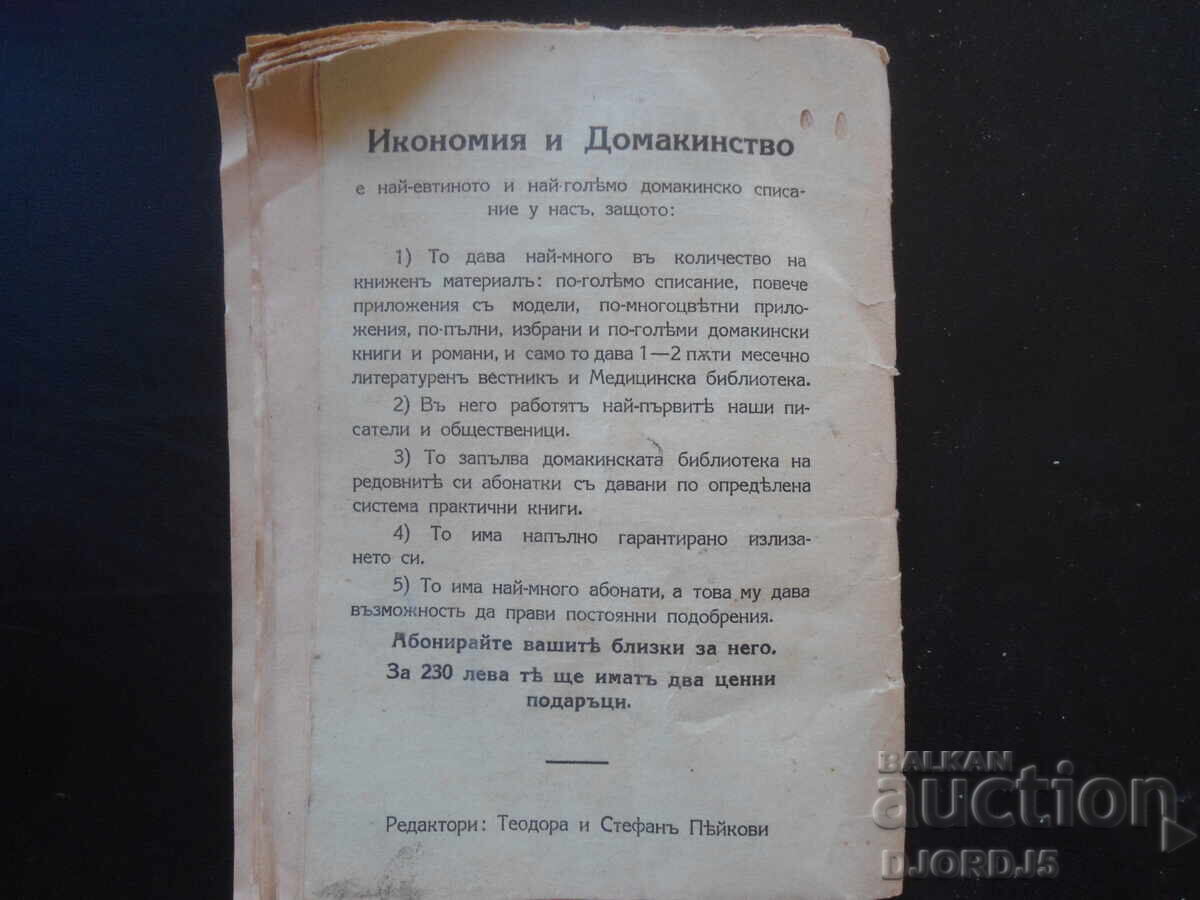 Икономия и Домакинство
е най-евтиното и най-голѣмо домакинско списа-
ние у насъ, защото:
1) То дава най-много въ количество на
книженъ материалъ: по-голѣмо списание, повече
приложения съ модели, по-многоцвѣтни прило-
жения, по-пълни, избрани и по-голѣми домакински
книги и романи, и само то дава 1—2 пѫти месечно
литературенъ вестникъ и Медицинска библиотека.
2) Въ него работятъ най-първитѣ наши пи-
сатели и общественици.
3) То запълва домакинската библиотека на
редовнитѣ си абонатки съ давани по опредѣлена
система практични книги.
4) То има напълно гарантирано излиза-
нето си.
5) То има най-много абонати, а това му дава
възможность да прави постоянни подобрения.
Абонирайте вашитѣ близки за него.
За 230 лева тѣ ще иматъ два ценни
подаръци.
Редактори: Теодора и Стефанъ Пѣйкови
BALKAN
auction
DJORDJ5